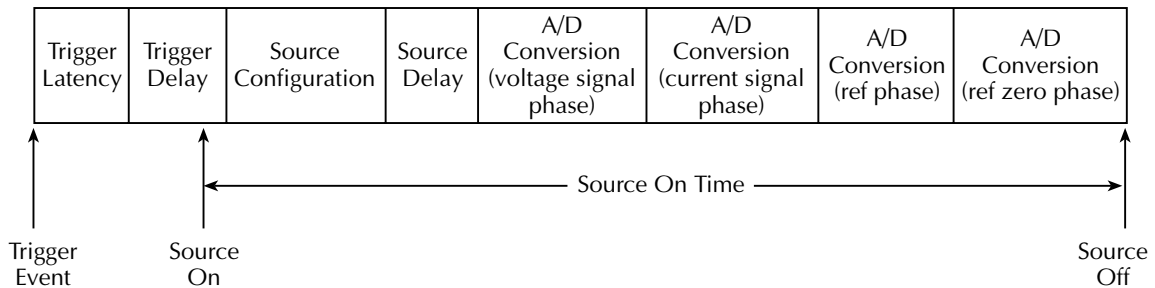 Trigger
Latency
Trigger
Delay
Source
Configuration
Source
Delay
A/D
Conversion
(voltage signal
phase)
A/D
Conversion
(current signal
phase)
A/D
Conversion
(ref phase)
A/D
Conversion
(ref zero phase)
Source On Time
Trigger
Event
Source
On
Source
Off